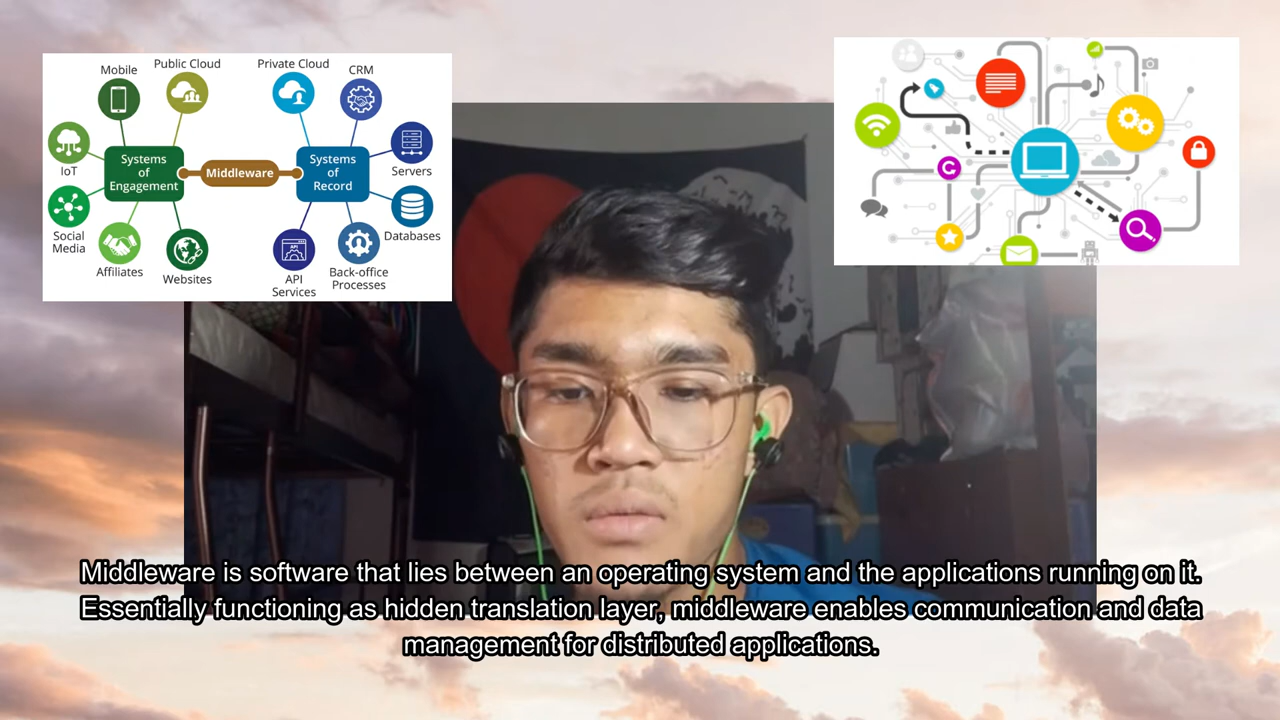 Mobile
Public Cloud
Private Cloud
CRM
IoT
Systems
of
Engagement
Middleware
Systems
of
Record
Servers
Social
Media
Databases
Affiliates
Websites
API
API
Services
Back-office
Processes
Middleware is software that lies between an operating system and the applications running on it.
Essentially functioning as hidden translation layer, middleware enables communication and data
management for distributed applications.